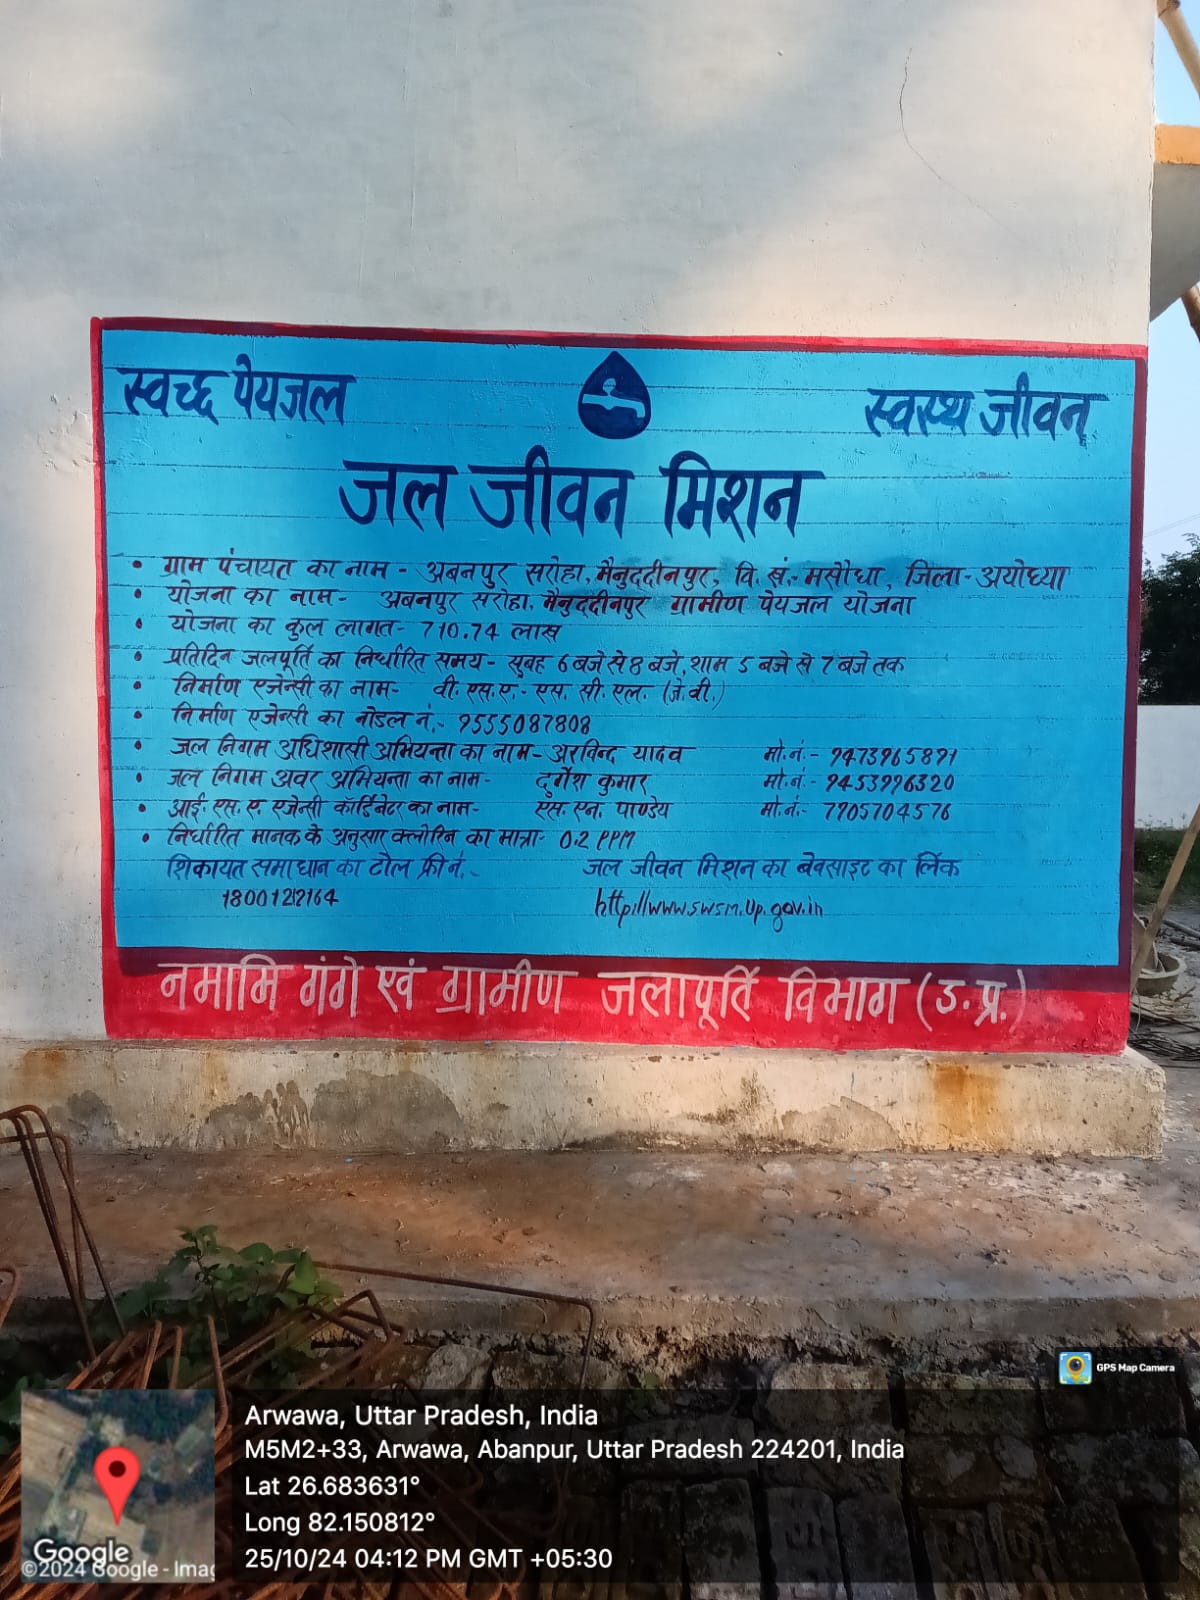 स्वच्छ पेयजल
स्वस्थ जीवन
जल जीवन मिशन
• ग्राम पंचायत का नाम - अबनपुर सरोहा, मैनुददीनपुर, वि. खं.- मसौधा, जिला- अयोध्या
• योजना का नाम- अबनपुर सरोहा, मैनुददीनपुर ग्रामीण पेयजल योजना
• योजना का कुल लागत- 710.74 लाख
• प्रतिदिन जलपूर्ति का निर्धारित समय- सुबह 6 बजे से 8 बजे, शाम 5 बजे से 7 बजे तक
• निर्माण एजेन्सी का नाम- वी. एस.ए.- एस. सी. एल. (जे.वी.)
• निर्माण एजेन्सी का नोडल नं.- 9555087808
• जल निगम अधिशासी अभियन्ता का नाम- अरविन्द यादव मो.नं.- 9473965891
• जल निगम अवर अभियन्ता का नाम- दुर्गेश कुमार मो.नं- 9453996320
• आई. एस. ए. एजेन्सी कार्डिनेटर का नाम- एस. एन. पाण्डेय मो.नं- 7705704576
• निर्धारित मानक के अनुसार क्लोरिन का मात्रा- 0.2 PPM
शिकायत समाधान का टोल फ्री नं.- जल जीवन मिशन का बेवसाइट का लिंक
18001212164 http://www.swsm.up.gov.in
नमामि गंगे एवं ग्रामीण जलापूर्ति विभाग (उ.प्र.)
GPS Map Camera
Arwawa, Uttar Pradesh, India
M5M2+33, Arwawa, Abanpur, Uttar Pradesh 224201, India
Lat 26.683631°
Long 82.150812°
25/10/24 04:12 PM GMT +05:30
Google
©2024 Google - Imag